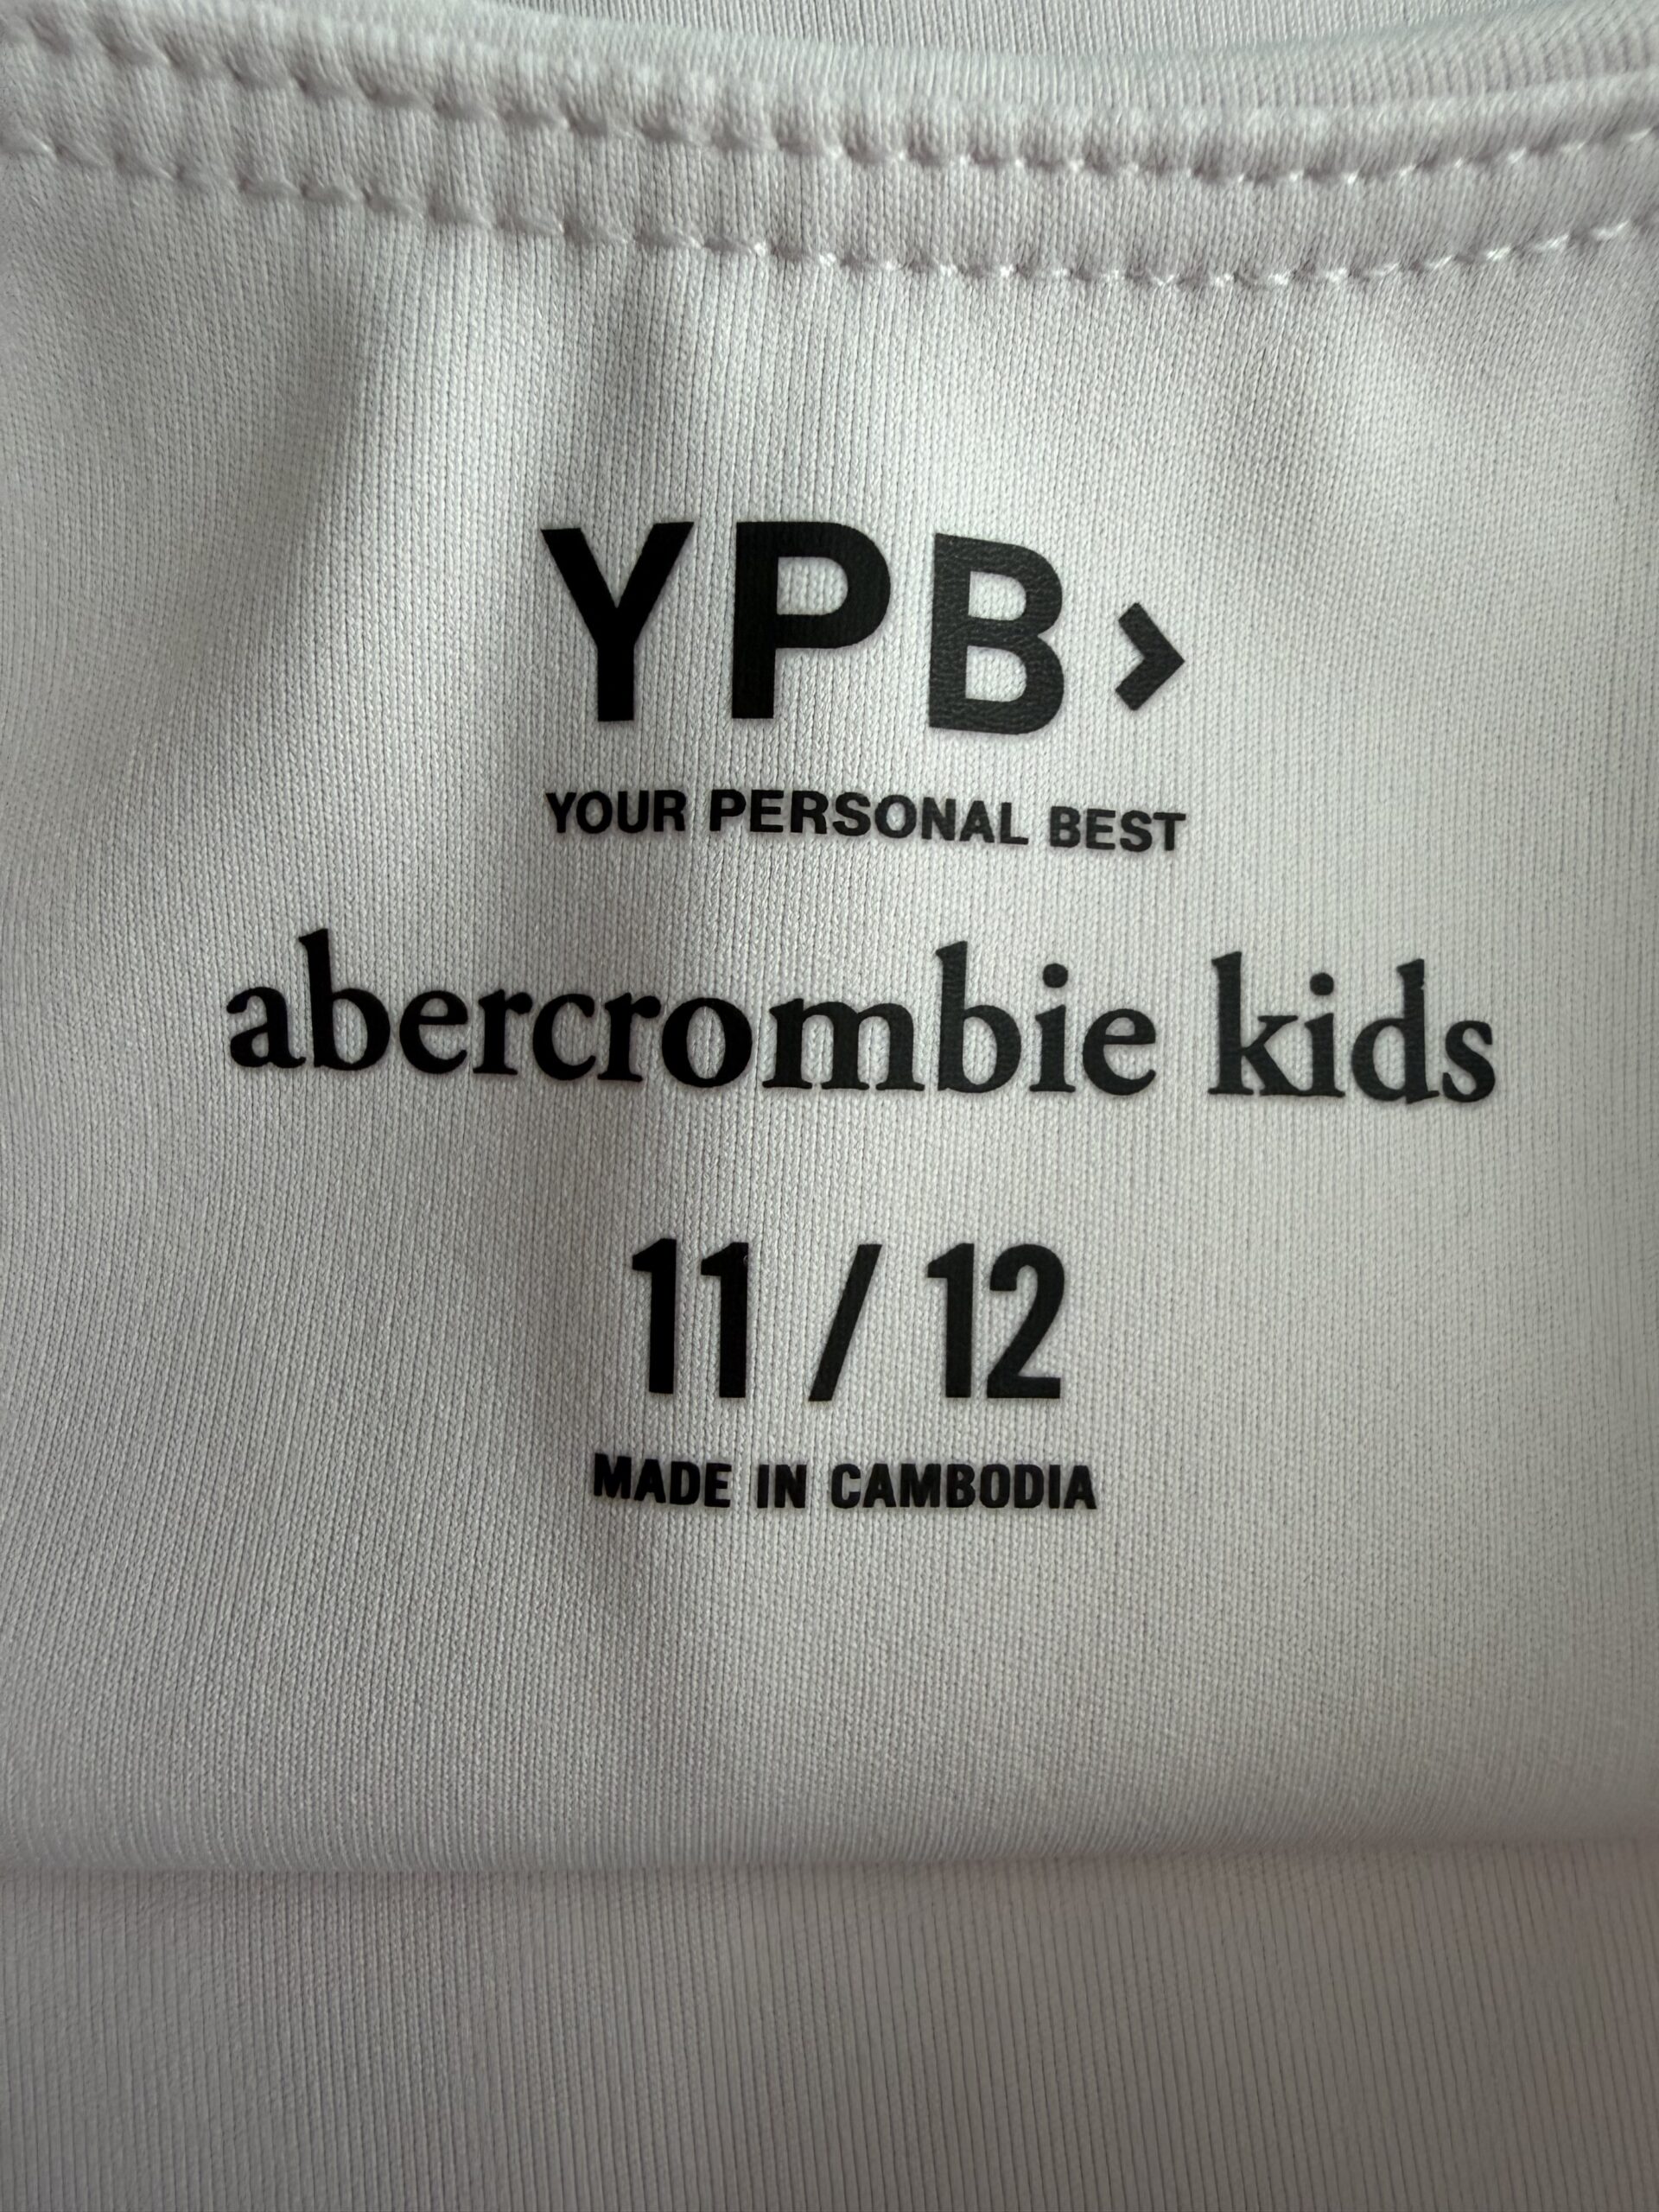 YPB>
YOUR PERSONAL BEST
abercrombie kids
11 / 12
MADE IN CAMBODIA